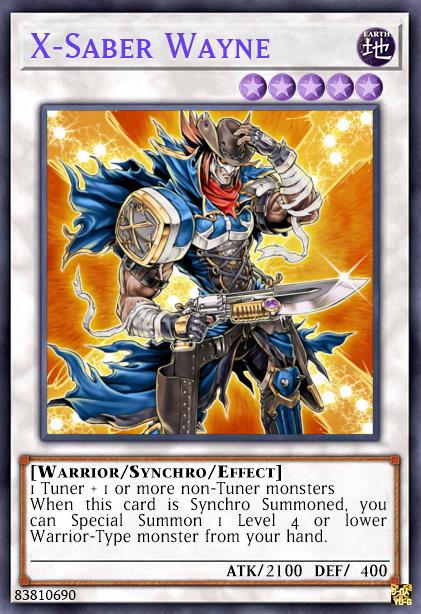 X-Saber Wayne
EARTH
地
[Warrior/Synchro/Effect]
1 Tuner + 1 or more non-Tuner monsters
When this card is Synchro Summoned, you
can Special Summon 1 Level 4 or lower
Warrior-Type monster from your hand.
ATK/2100 DEF/ 400
83810690